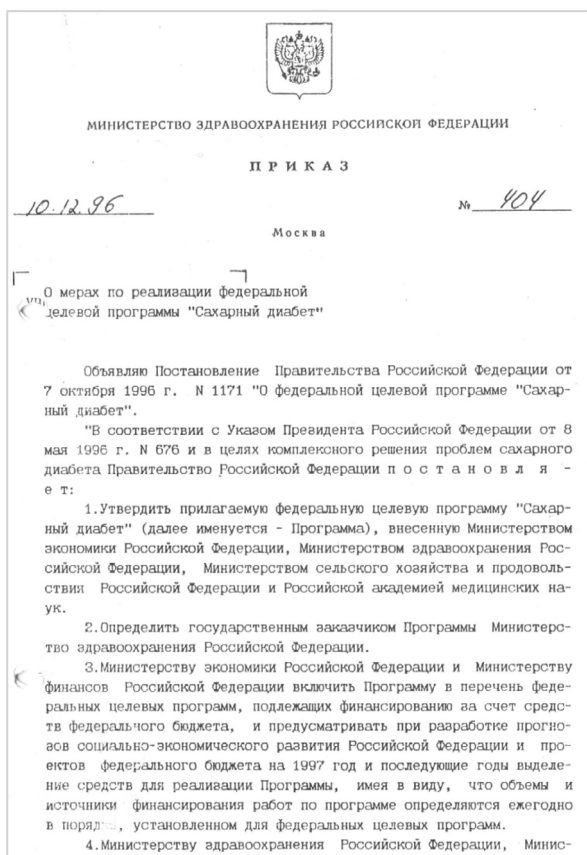 МИНИСТЕРСТВО ЗДРАВООХРАНЕНИЯ РОССИЙСКОЙ ФЕДЕРАЦИИ
ПРИКАЗ
10.12.96 № 404
Москва
О мерах по реализации федеральной
целевой программы "Сахарный диабет"
Объявляю Постановление Правительства Российской Федерации от
7 октября 1996 г. N 1171 "О федеральной целевой программе "Сахар-
ный диабет".
"В соответствии с Указом Президента Российской Федерации от 8
мая 1996 г. N 676 и в целях комплексного решения проблем сахарного
диабета Правительство Российской Федерации п о с т а н о в л я -
е т:
1.Утвердить прилагаемую федеральную целевую программу "Сахар-
ный диабет" (далее именуется - Программа), внесенную Министерством
экономики Российской Федерации, Министерством здравоохранения Рос-
сийской Федерации, Министерством сельского хозяйства и продоволь-
ствия Российской Федерации и Российской академией медицинских на-
ук.
2.Определить государственным заказчиком Программы Министерс-
тво здравоохранения Российской Федерации.
3.Министерству экономики Российской Федерации и Министерству
финансов Российской Федерации включить Программу в перечень феде-
ральных целевых программ, подлежащих финансированию за счет средс-
тв федерального бюджета, и предусматривать при разработке прогно-
зов социально-экономического развития Российской Федерации и про-
ектов федерального бюджета на 1997 год и последующие годы выделе-
ние средств для реализации Программы, имея в виду, что объемы и
источники финансирования работ по программе определяются ежегодно
в , установленном для федеральных целевых программ.
4.Министерству здравоохранения Российской Федерации, Минис-